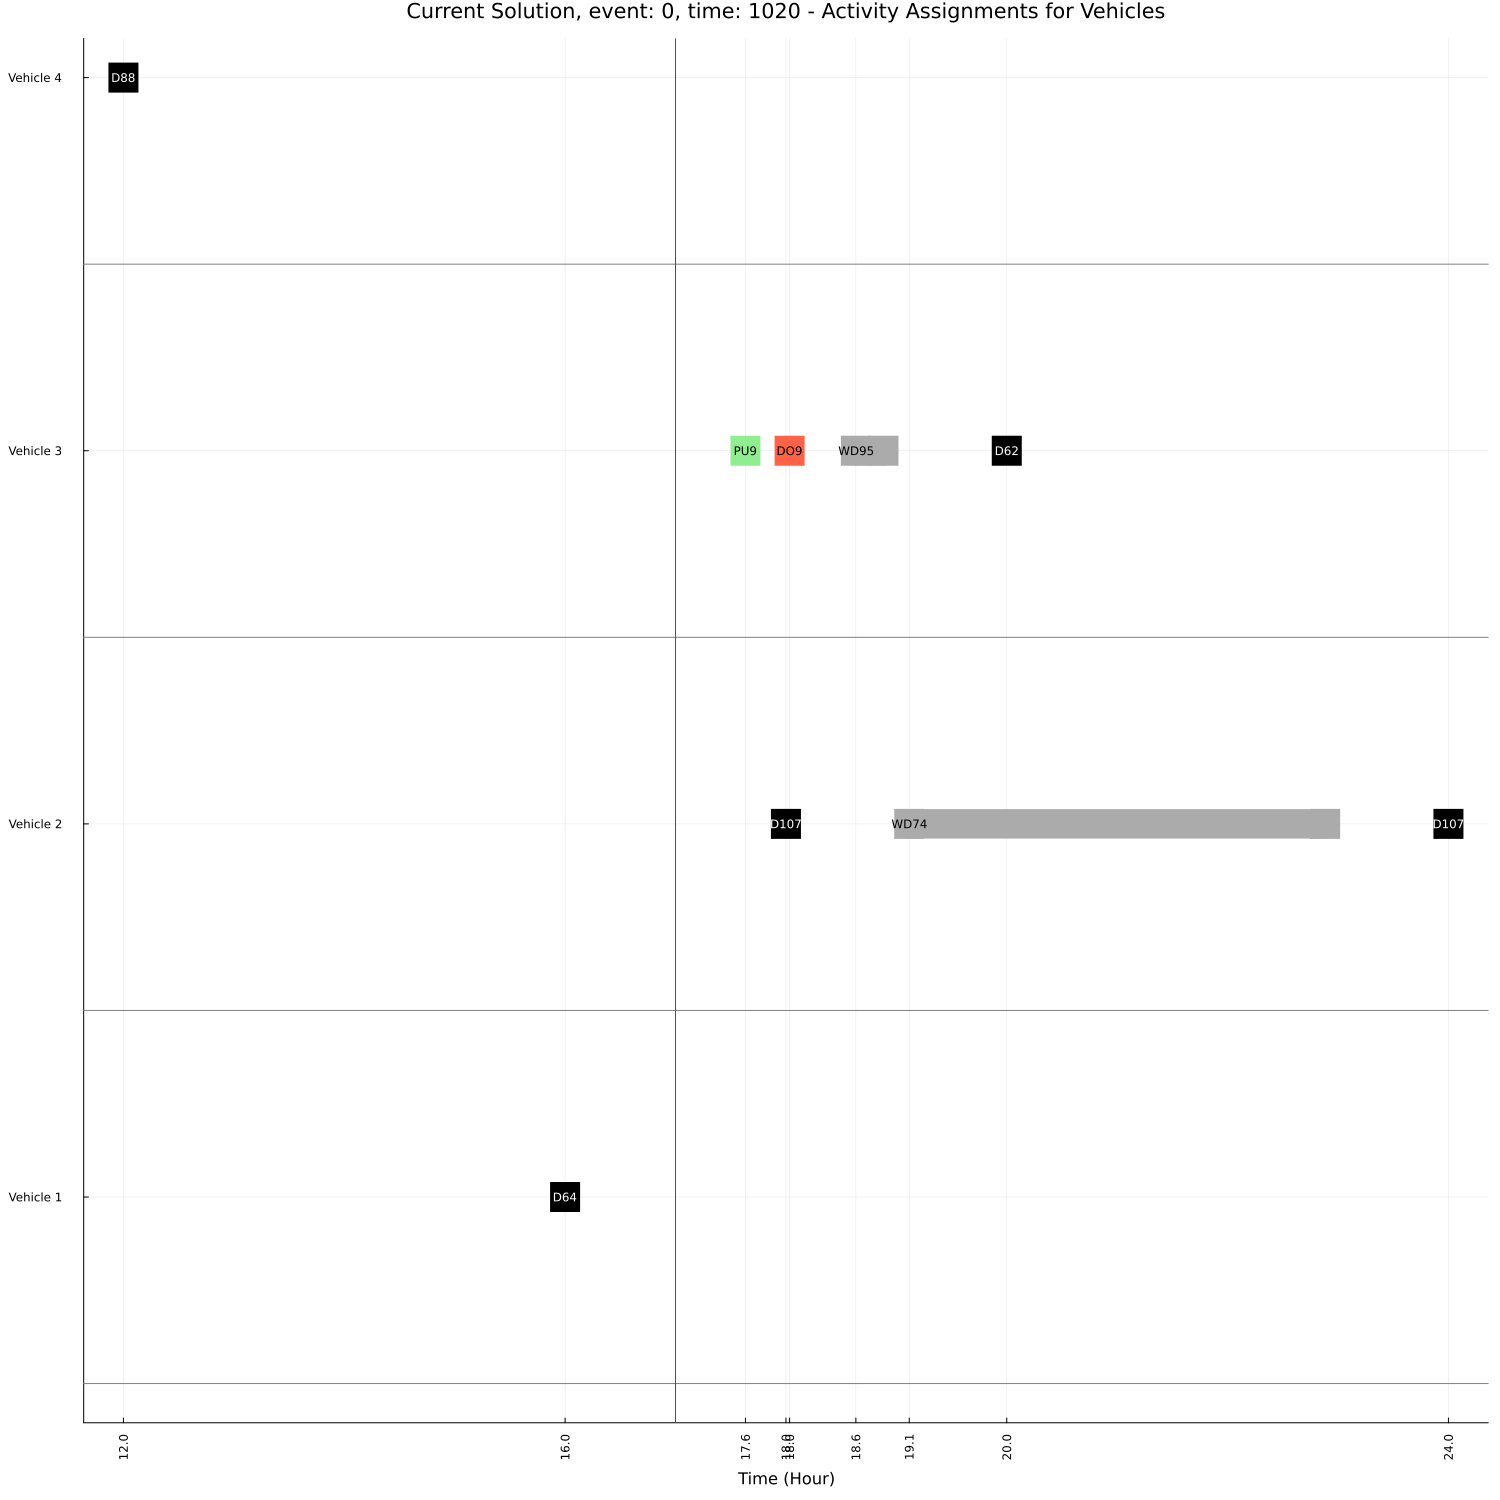 Current Solution, event: 0, time: 1020 - Activity Assignments for Vehicles
Vehicle 4
D88
Vehicle 3
PU9
DO9
WD95
D62
Vehicle 2
D107
WD74
D107
Vehicle 1
D64
12.0
16.0
17.6
18.0
18.6
19.1
20.0
24.0
Time (Hour)